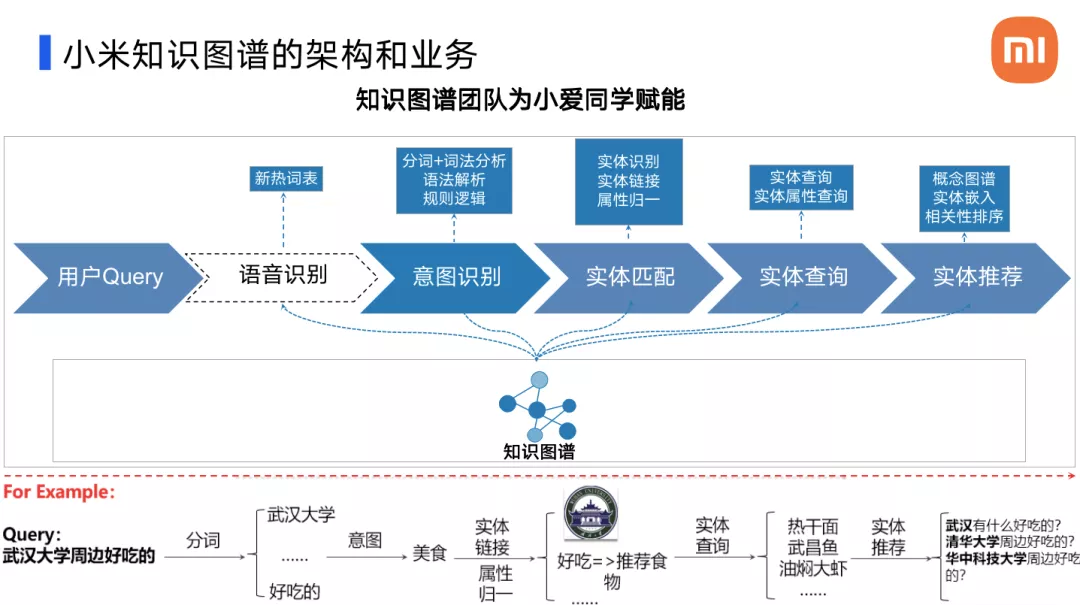 小米知识图谱的架构和业务
知识图谱团队为小爱同学赋能
新热词表
分词+词法分析
语法解析
规则逻辑
实体识别
实体链接
属性归一
实体查询
实体属性查询
概念图谱
实体嵌入
相关性排序
用户Query
语音识别
意图识别
实体匹配
实体查询
实体推荐
知识图谱
For Example:
Query:
武汉大学周边好吃的
分词
武汉大学
……
好吃的
意图
美食
实体
链接
属性
归一
好吃=>推荐食
物
……
实体
查询
热干面
武昌鱼
油焖大虾
……
实体
推荐
武汉有什么好吃的?
清华大学周边好吃的?
华中科技大学周边好吃
的?